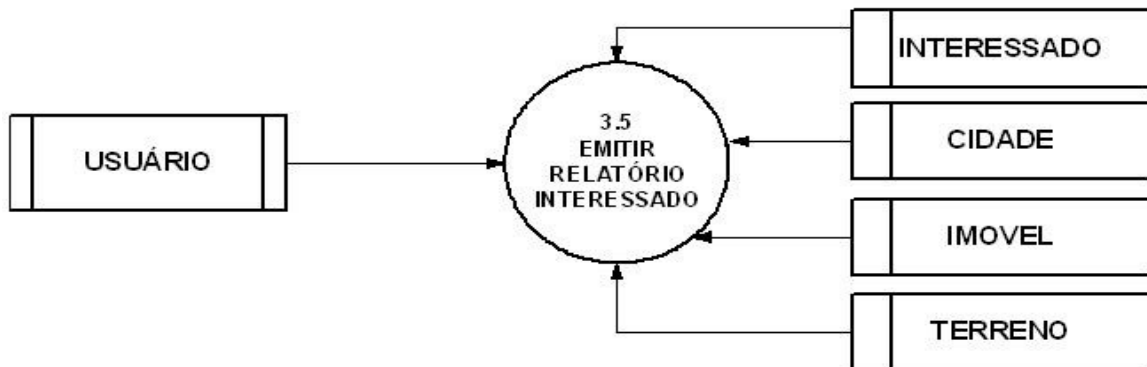 USUÁRIO
3.5
EMITIR
RELATÓRIO
INTERESSADO
INTERESSADO
CIDADE
IMOVEL
TERRENO